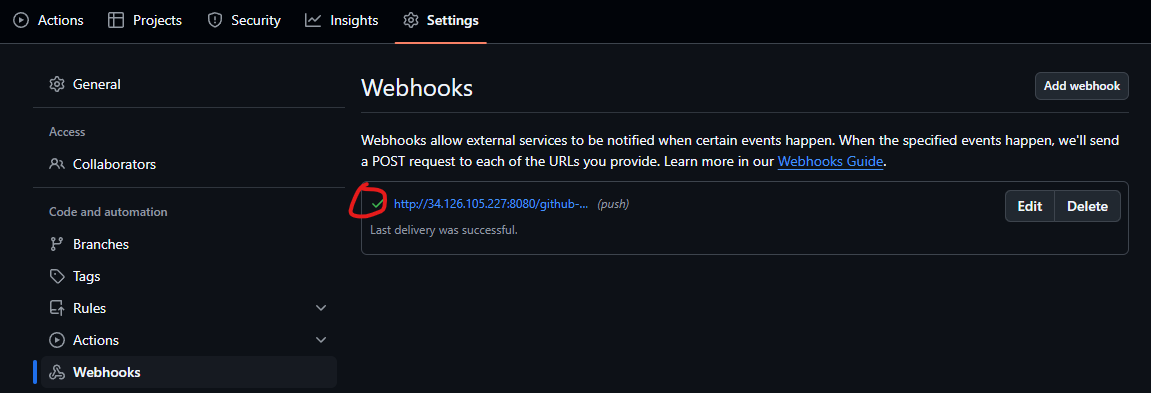 Actions Projects Security Insights Settings
General
Access
Collaborators
Code and automation
Branches
Tags
Rules
Actions
Webhooks
Webhooks
Add webhook
Webhooks allow external services to be notified when certain events happen. When the specified events happen, we'll send
a POST request to each of the URLs you provide. Learn more in our Webhooks Guide.
http://34.126.105.227:8080/github-... (push)
Edit Delete
Last delivery was successful.